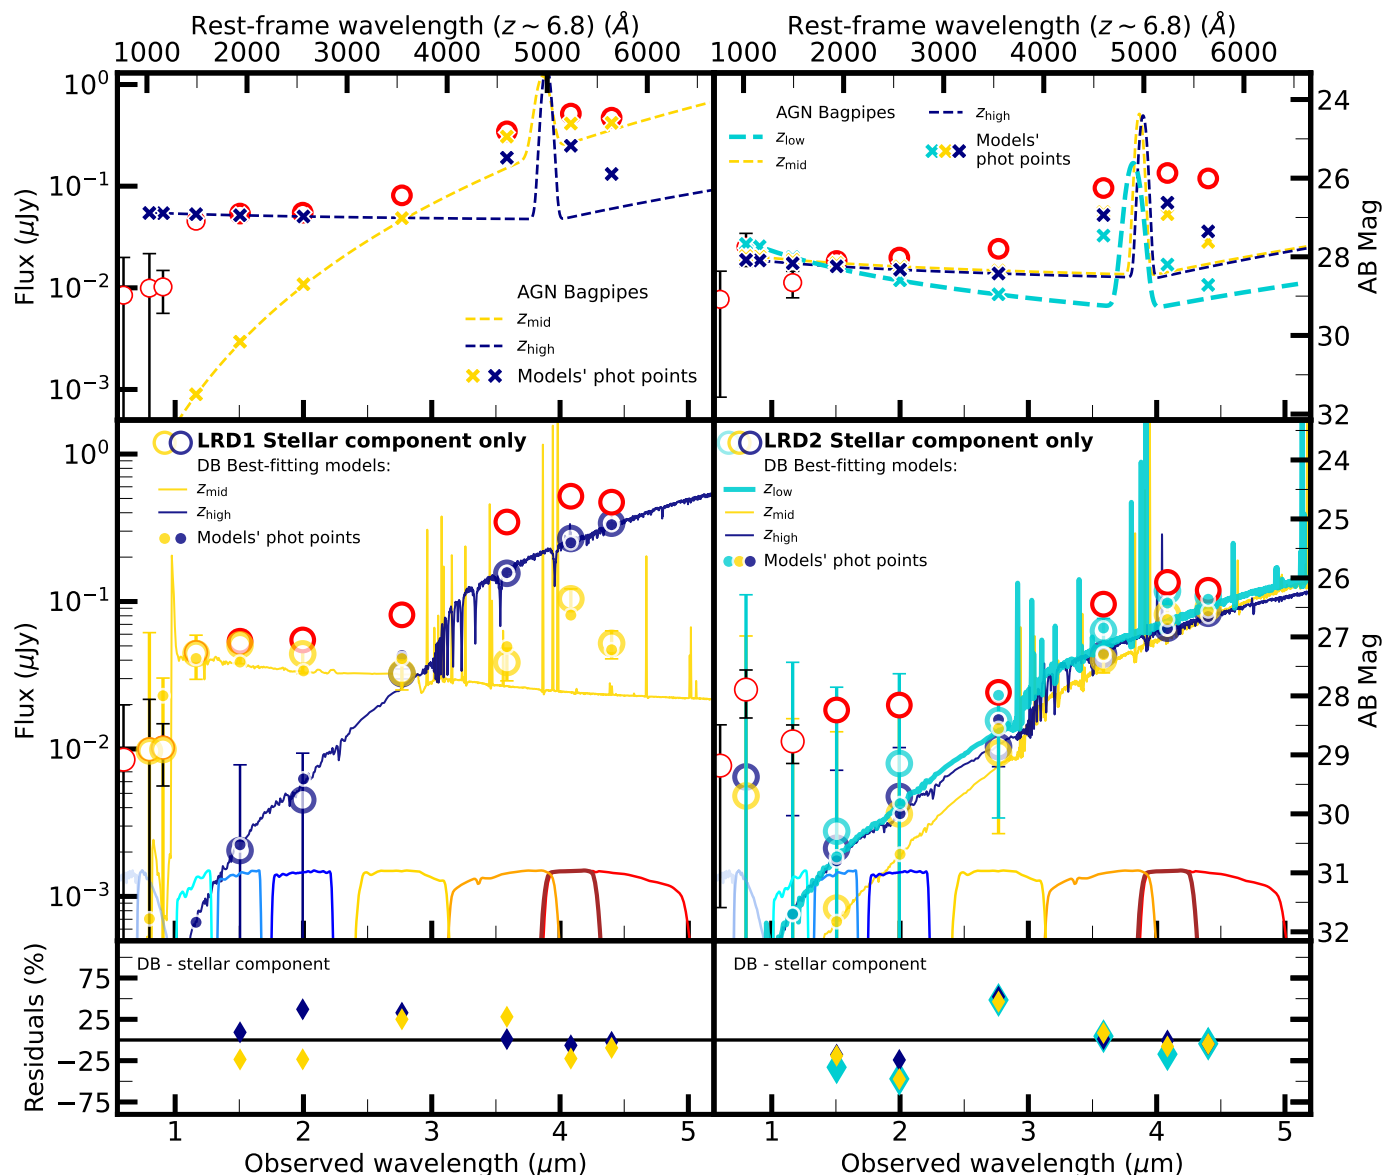 Rest-frame wavelength (z ~ 6.8) (Å) Rest-frame wavelength (z ~ 6.8) (Å)
1000 2000 3000 4000 5000 6000 1000 2000 3000 4000 5000 6000
10⁰
10⁻¹
10⁻²
10⁻³
Flux (μJy)
AGN Bagpipes
z_mid
z_high
Models' phot points
AGN Bagpipes
z_low
z_mid
z_high
Models'
phot points
24
26
28
30
32
AB Mag
LRD1 Stellar component only
DB Best-fitting models:
z_mid
z_high
Models' phot points
10⁰
10⁻¹
10⁻²
10⁻³
Flux (μJy)
LRD2 Stellar component only
DB Best-fitting models:
z_low
z_mid
z_high
Models' phot points
24
25
26
27
28
29
30
31
32
AB Mag
DB - stellar component
DB - stellar component
75
25
−25
−75
Residuals (%)
1 2 3 4 5 1 2 3 4 5
Observed wavelength (μm) Observed wavelength (μm)